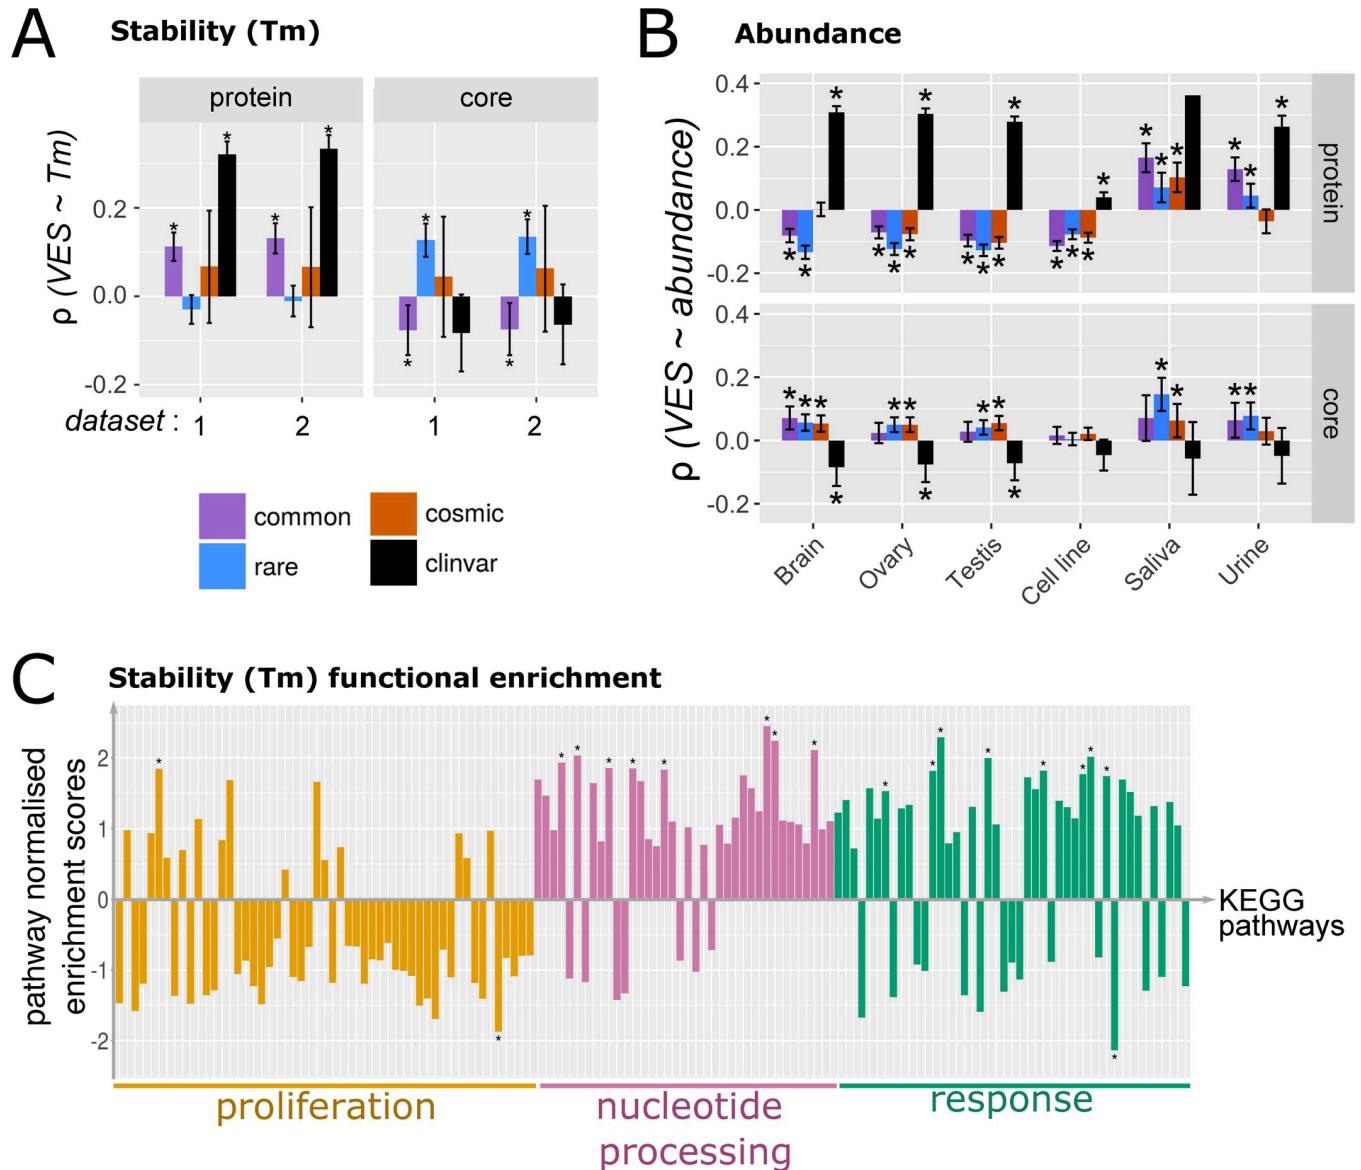 A Stability (Tm)
protein core
ρ (VES ~ Tm)
0.2
0.0
-0.2
* * * * * * * *
dataset : 1 2 1 2
common cosmic
rare clinvar
B Abundance
ρ (VES ~ abundance)
0.4
0.2
0.0
-0.2
protein
0.4
0.2
0.0
-0.2
core
Brain Ovary Testis Cell line Saliva Urine
C Stability (Tm) functional enrichment
pathway normalised
enrichment scores
2
1
0
-1
-2
KEGG
pathways
proliferation nucleotide response
processing